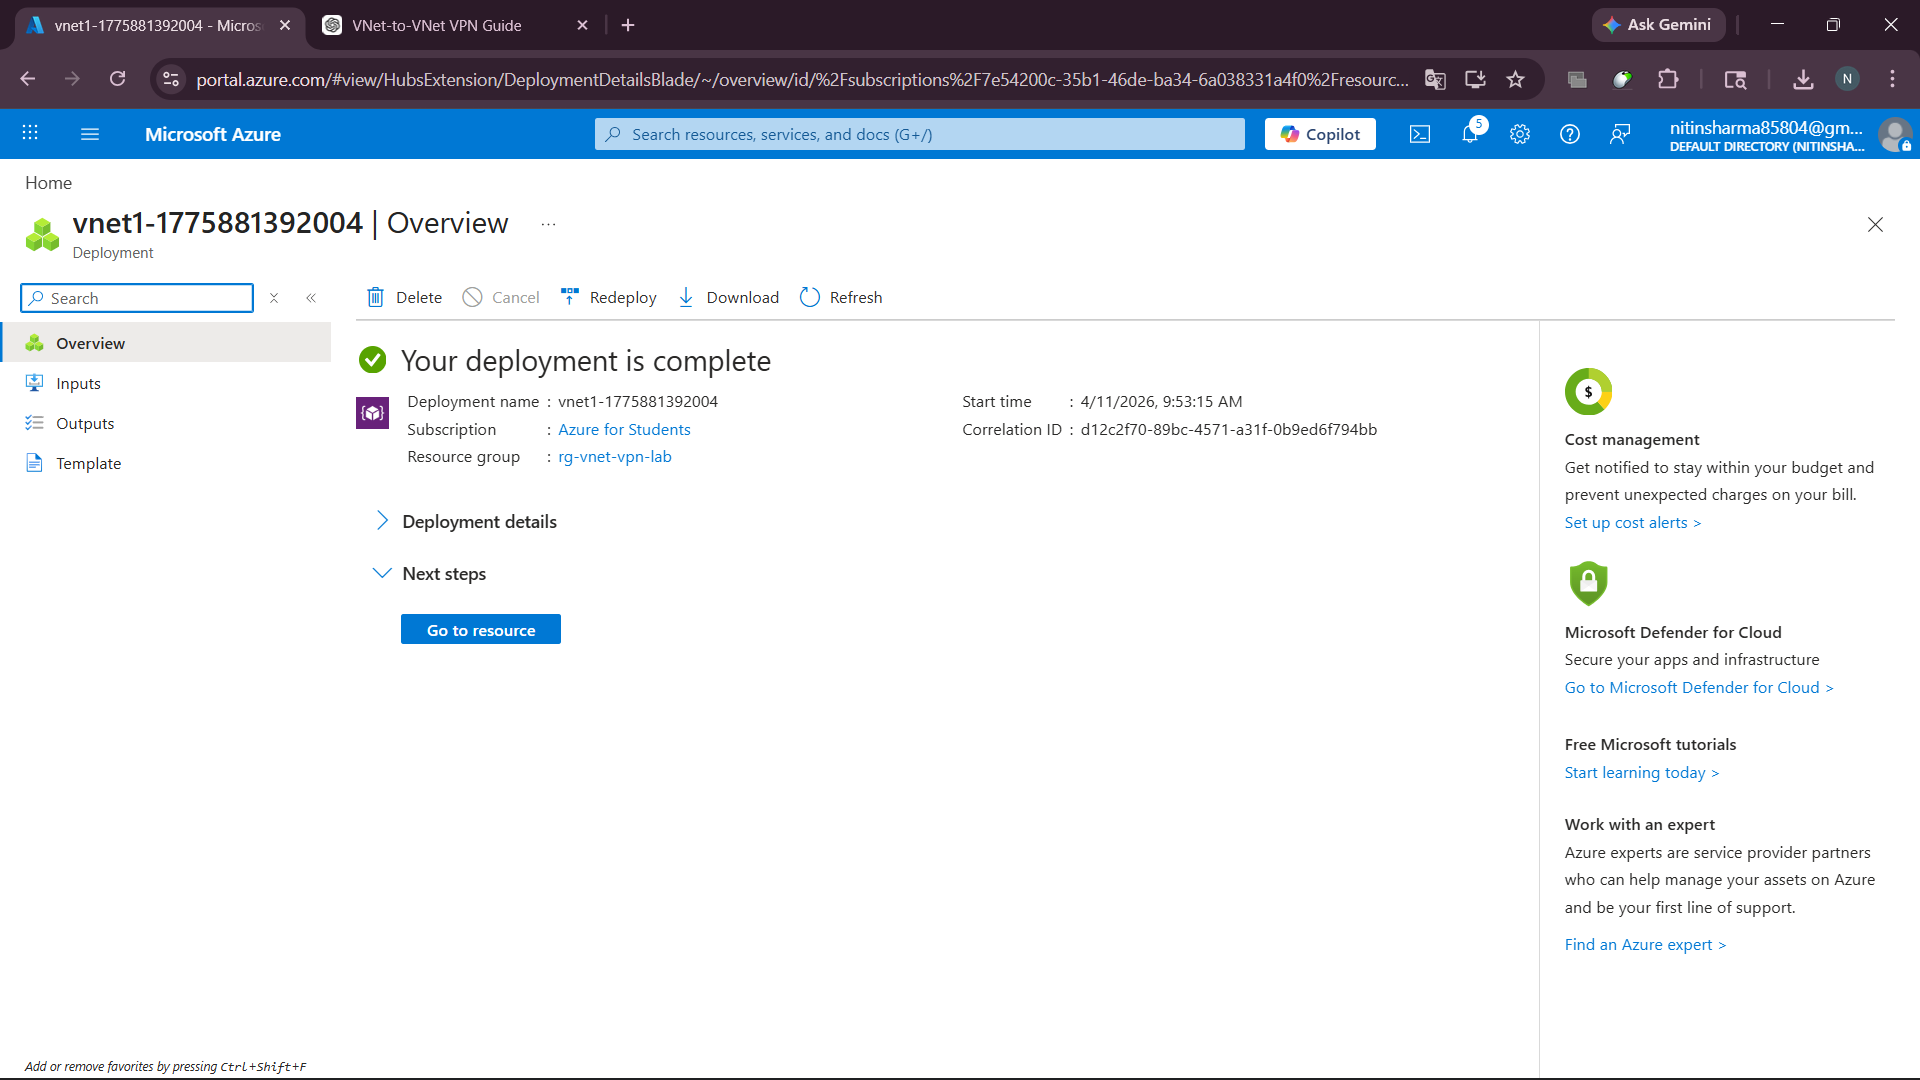 vnet1-1775881392004 - Micros
VNet-to-VNet VPN Guide
Ask Gemini
portal.azure.com/#view/HubsExtension/DeploymentDetailsBlade/~/overview/id/%2Fsubscriptions%2F7e54200c-35b1-46de-ba34-6a038331a4f0%2Fresourc...
N
Microsoft Azure
Search resources, services, and docs (G+/)
Copilot
5
nitinsharma85804@gm...
DEFAULT DIRECTORY (NITINSHA...
Home
vnet1-1775881392004 | Overview
...
Deployment
Search
Delete
Cancel
Redeploy
Download
Refresh
Overview
Inputs
Outputs
Template
Your deployment is complete
Deployment name : vnet1-1775881392004
Subscription : Azure for Students
Resource group : rg-vnet-vpn-lab
Start time : 4/11/2026, 9:53:15 AM
Correlation ID : d12c2f70-89bc-4571-a31f-0b9ed6f794bb
Deployment details
Next steps
Go to resource
$
Cost management
Get notified to stay within your budget and
prevent unexpected charges on your bill.
Set up cost alerts >
Microsoft Defender for Cloud
Secure your apps and infrastructure
Go to Microsoft Defender for Cloud >
Free Microsoft tutorials
Start learning today >
Work with an expert
Azure experts are service provider partners
who can help manage your assets on Azure
and be your first line of support.
Find an Azure expert >
Add or remove favorites by pressing Ctrl+Shift+F